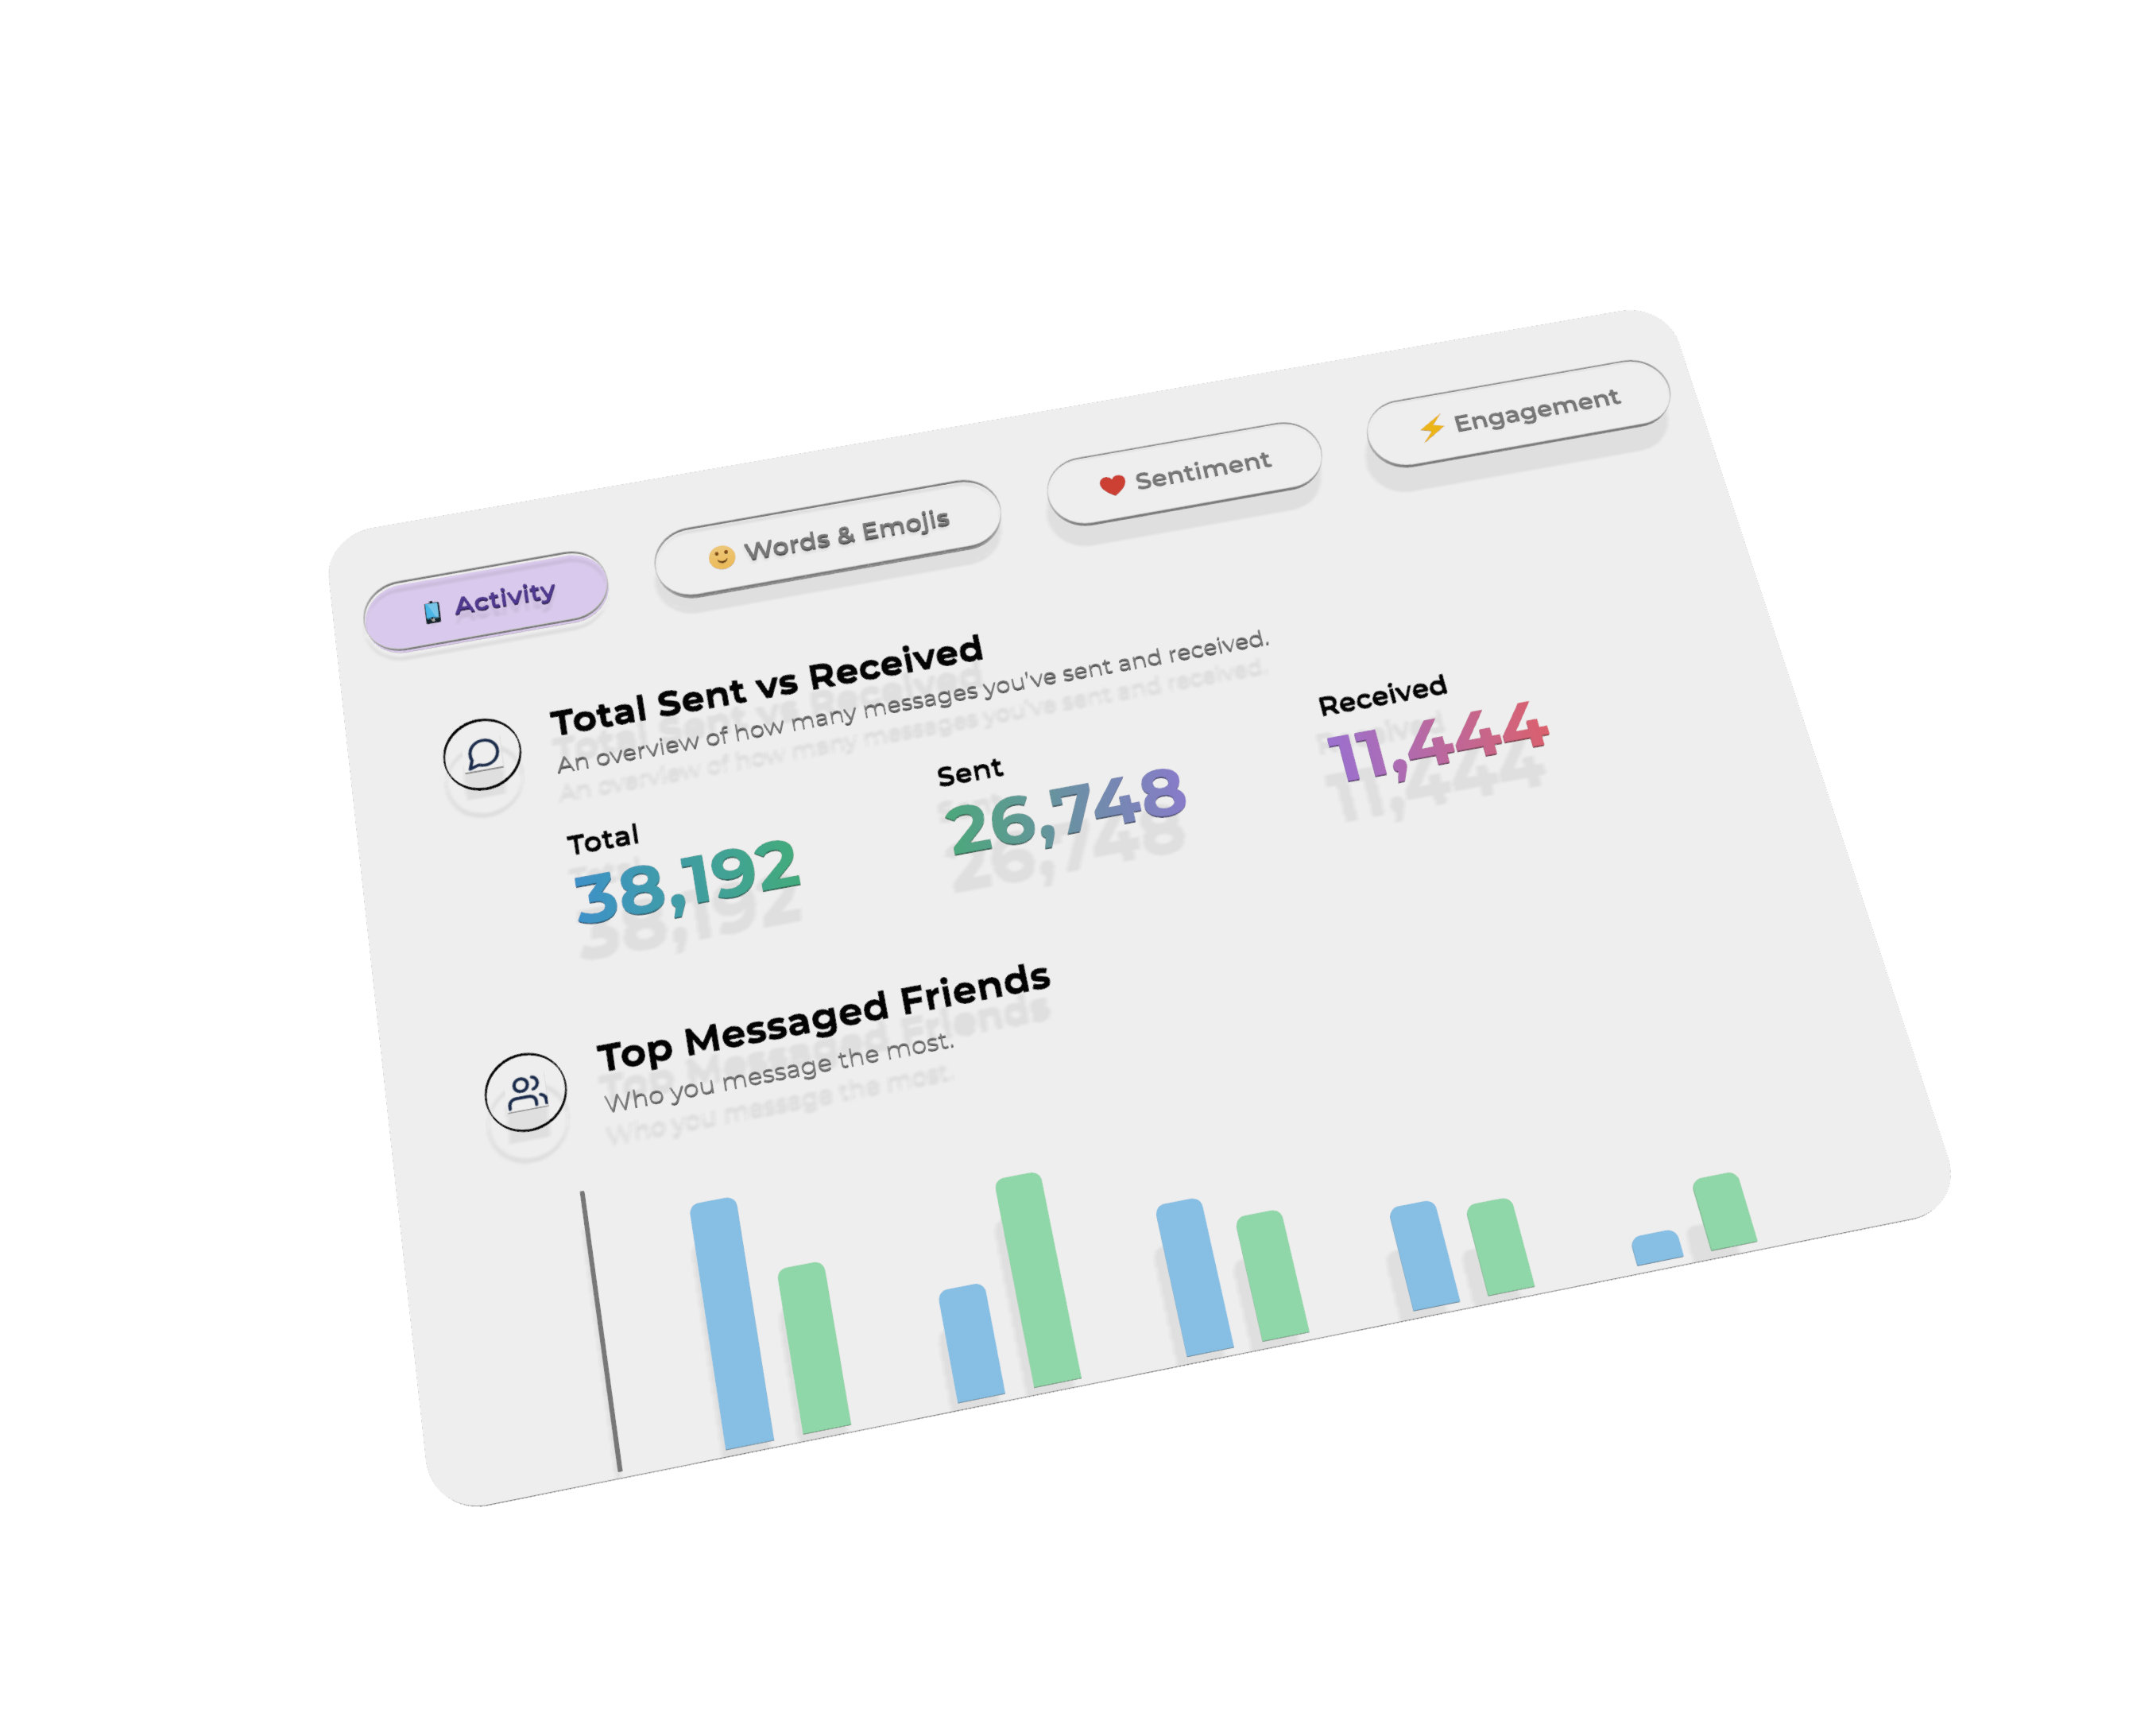 Activity
Words & Emojis
Sentiment
Engagement
Total Sent vs Received
An overview of how many messages you've sent and received.
Total
38,192
Sent
26,748
Received
11,444
Top Messaged Friends
Who you message the most.